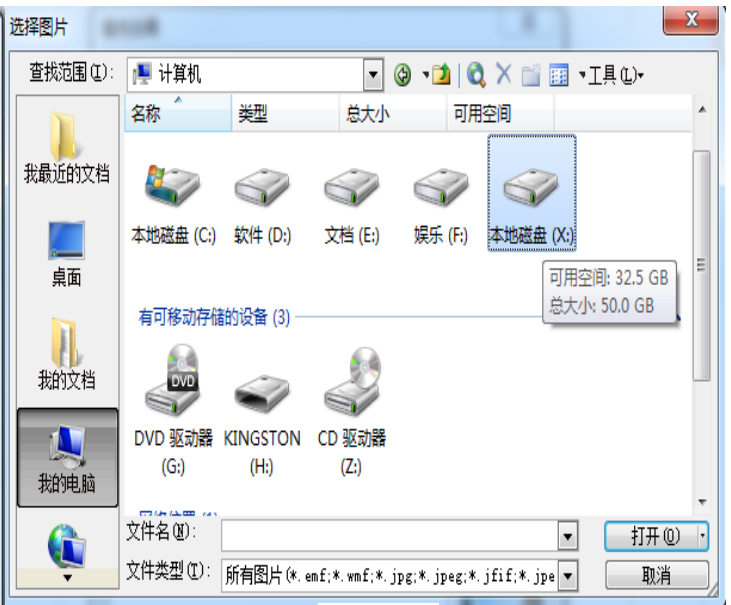 选择图片
查找范围(I):
计算机
工具(L)
名称 类型 总大小 可用空间
我最近的文档
桌面
我的文档
我的电脑
本地磁盘 (C:) 软件 (D:) 文档 (E:) 娱乐 (F:) 本地磁盘 (X:)
可用空间: 32.5 GB
总大小: 50.0 GB
有可移动存储的设备 (3)
DVD
DVD 驱动器 (G:)
KINGSTON (H:)
CD 驱动器 (Z:)
文件名(N):
打开(O)
文件类型(T):
所有图片(*.emf;*.wmf;*.jpg;*.jpeg;*.jfif;*.jpe
取消